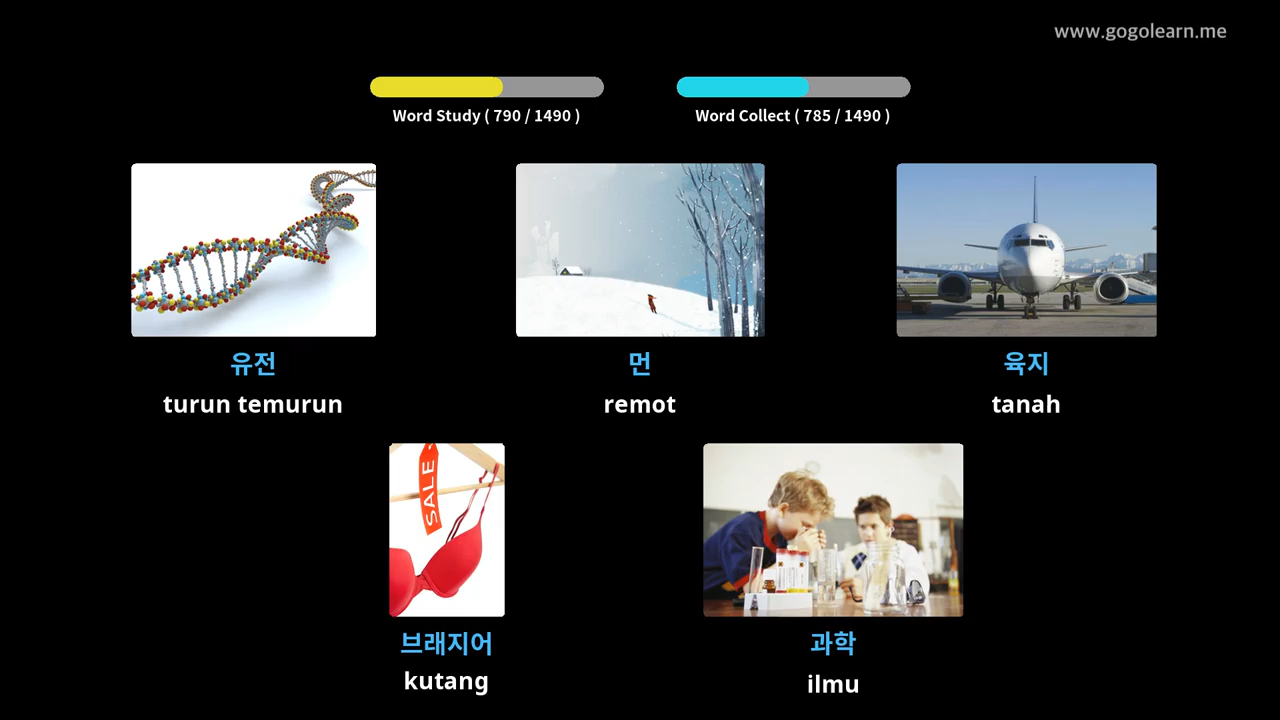 www.gogolearn.me
Word Study ( 790 / 1490 )
Word Collect ( 785 / 1490 )
유전
먼
육지
turun temurun
remot
tanah
SALE
브래지어
과학
kutang
ilmu